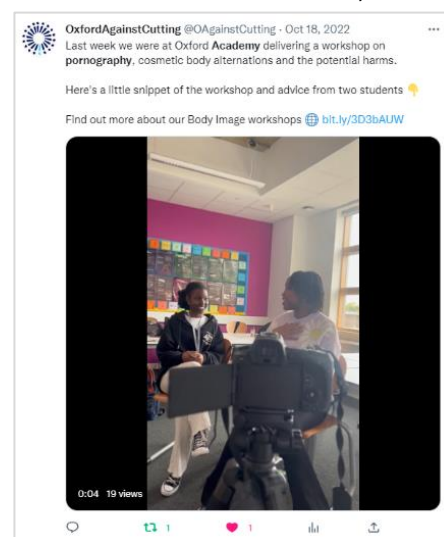 OxfordAgainstCutting @OAgainstCutting · Oct 18, 2022 ···
Last week we were at Oxford Academy delivering a workshop on
pornography, cosmetic body alternations and the potential harms.
Here's a little snippet of the workshop and advice from two students 👇
Find out more about our Body Image workshops 🌐 bit.ly/3D3bAUW
0:04 19 views
1 1